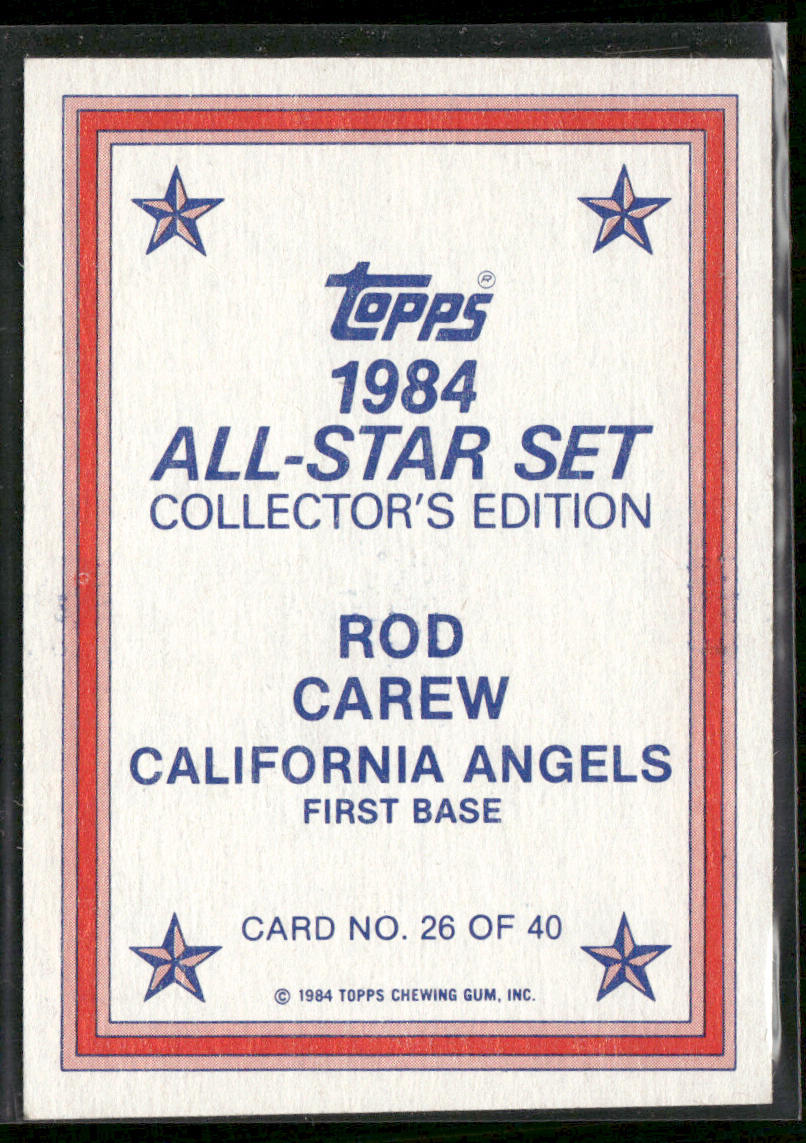 TOPPS®
1984
ALL-STAR SET
COLLECTOR'S EDITION
ROD
CAREW
CALIFORNIA ANGELS
FIRST BASE
CARD NO. 26 OF 40
© 1984 TOPPS CHEWING GUM, INC.